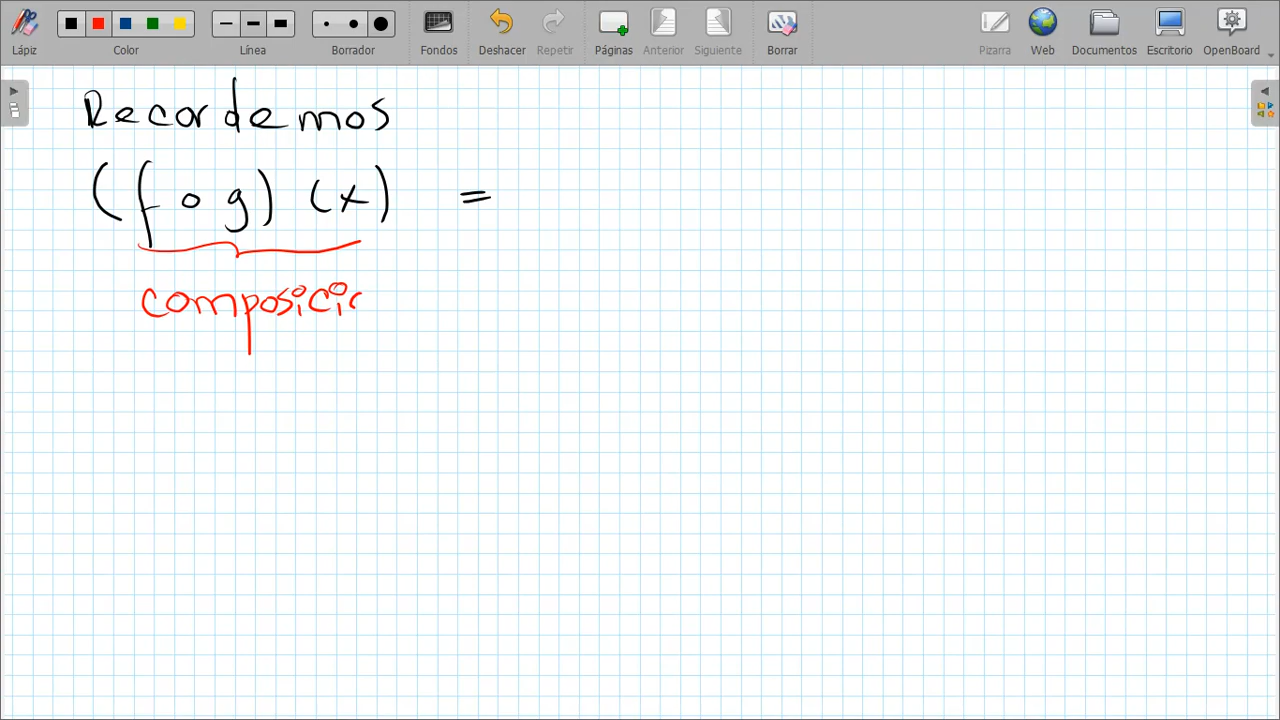 Lápiz Color Línea Borrador Fondos Deshacer Repetir Páginas Anterior Siguiente Borrar Pizarra Web Documentos Escritorio OpenBoard
Recordemos
(f o g) (x) =
composicic